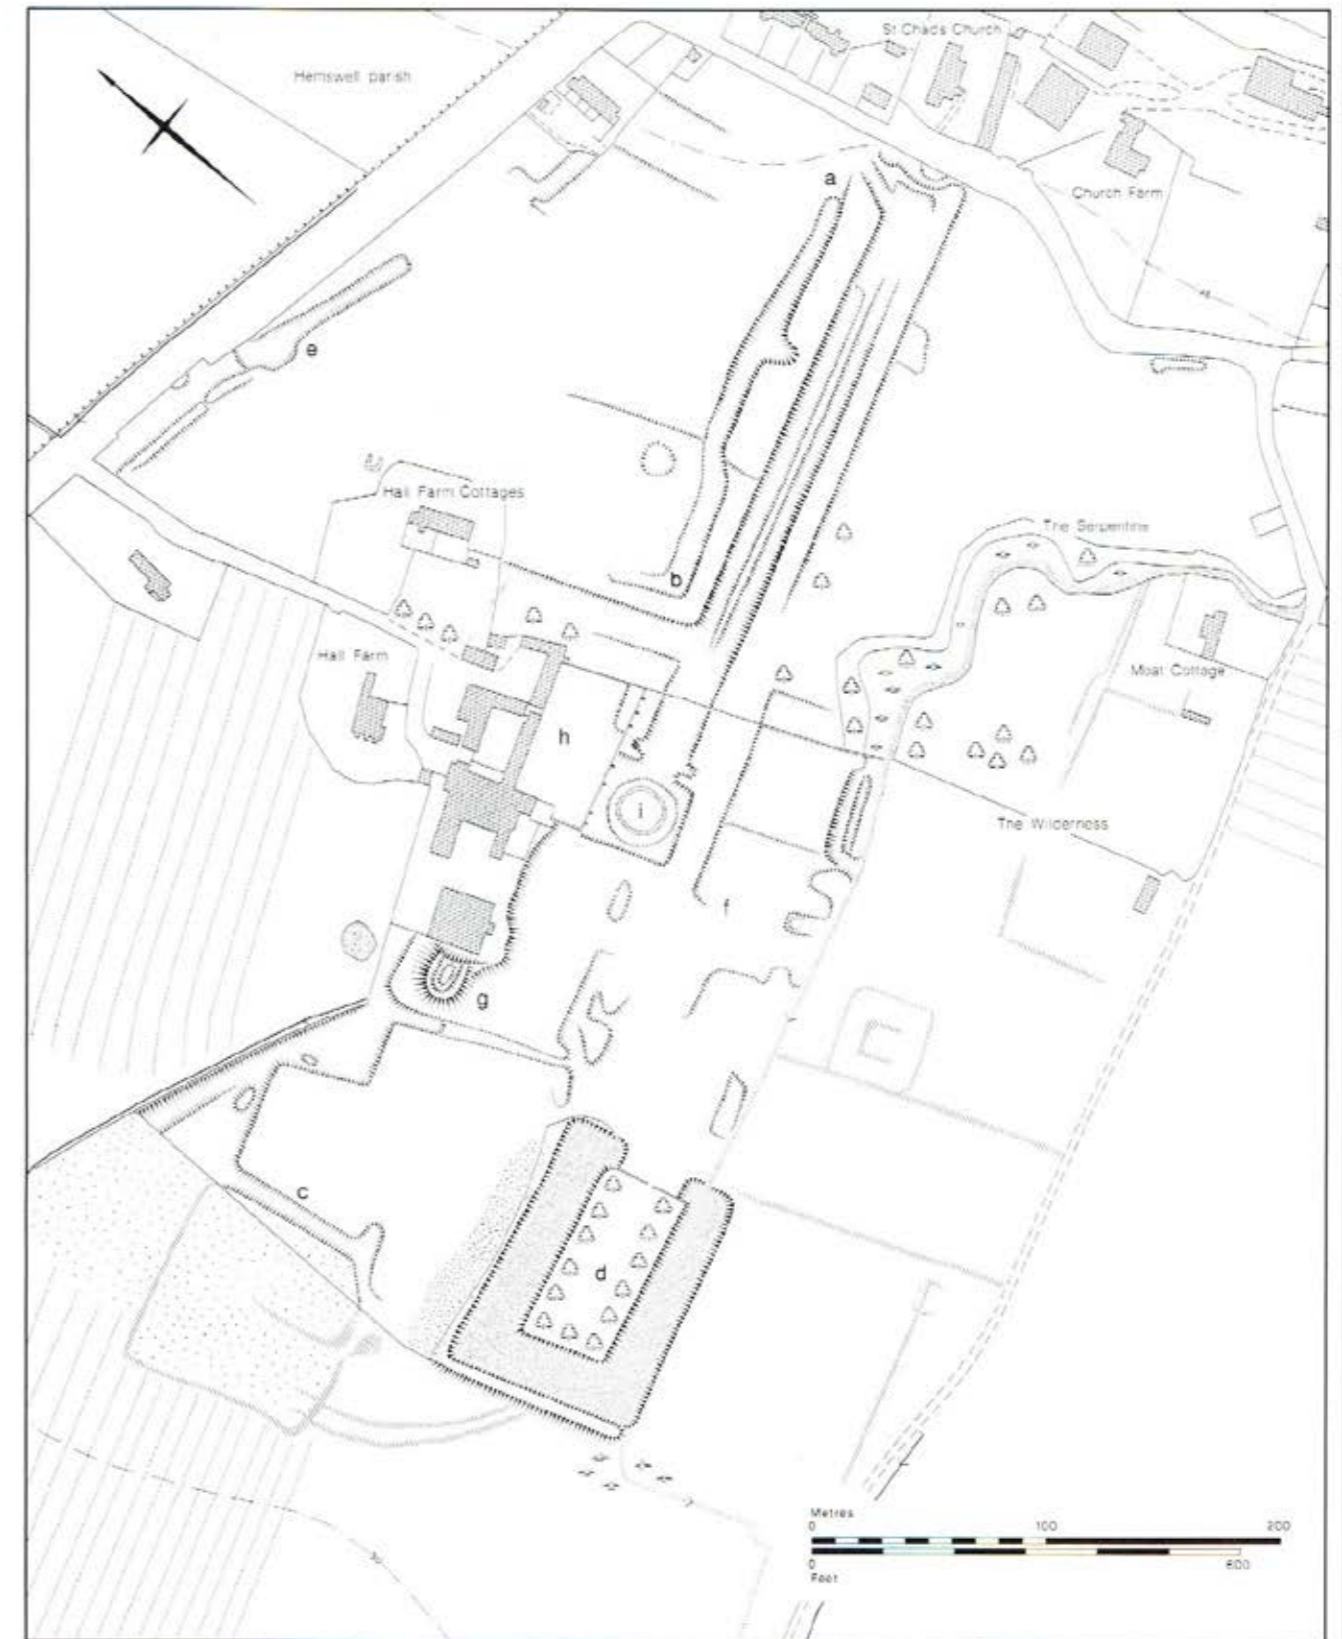 St Chads Church
Hemswell parish
a
Church Farm
e
Hall Farm Cottages
The Serpentine
b
Hall Farm
Moat Cottage
h
i
The Wilderness
f
g
c
d
Metres
0 100 200
0 600
Feet